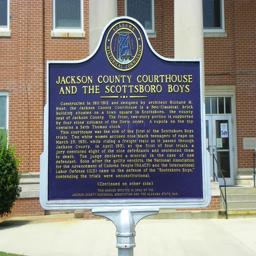 JACKSON COUNTY COURTHOUSE
AND THE SCOTTSBORO BOYS
Constructed in 1911-1912 and designed by architect Richard H.
Hunt, the Jackson County Courthouse is a Neo-Classical brick
building situated on a town square in Scottsboro, the county
seat of Jackson County. The front, two-story portico is supported
by four stone columns of the Doric order. A cupola on the top
contains a Seth Thomas clock.
This courthouse was the site of the first of the Scottsboro Boys
trials. Two white women accused nine black teenagers of rape on
March 25, 1931, while riding a freight train as it passed through
Jackson County. In April 1931, at the first of four trials, a
jury convicted eight of the nine defendants and sentenced them
to death. The judge declared a mistrial in the case of one
defendant. Soon after the guilty verdicts, the National Association
for the Advancement of Colored People (NAACP) and the International
Labor Defense (ILD) came to the defense of the "Scottsboro Boys,"
contending the trials were unconstitutional.
(Continued on other side)
JACKSON COUNTY HISTORICAL ASSOCIATION AND THE ALABAMA